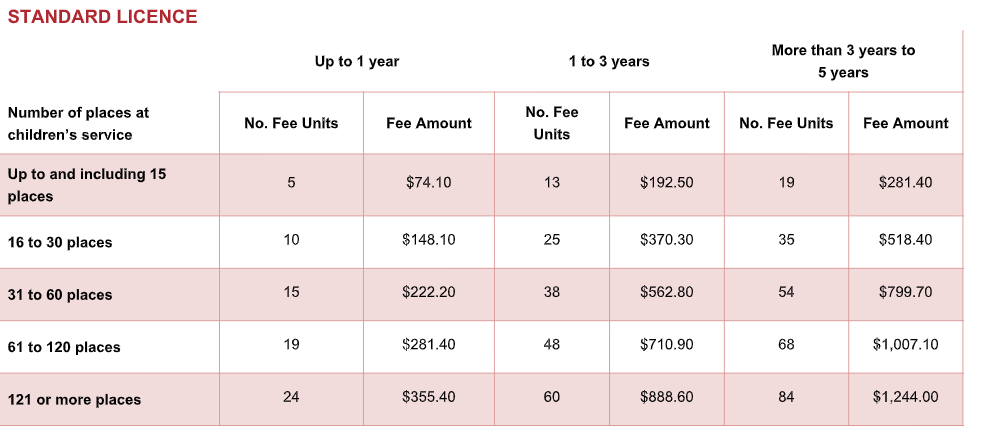 STANDARD LICENCE
Up to 1 year
1 to 3 years
More than 3 years to
5 years
Number of places at
children's service
No. Fee Units
Fee Amount
No. Fee
Units
Fee Amount
No. Fee Units
Fee Amount
Up to and including 15
places
5
$74.10
13
$192.50
19
$281.40
16 to 30 places
10
$148.10
25
$370.30
35
$518.40
31 to 60 places
15
$222.20
38
$562.80
54
$799.70
61 to 120 places
19
$281.40
48
$710.90
68
$1,007.10
121 or more places
24
$355.40
60
$888.60
84
$1,244.00